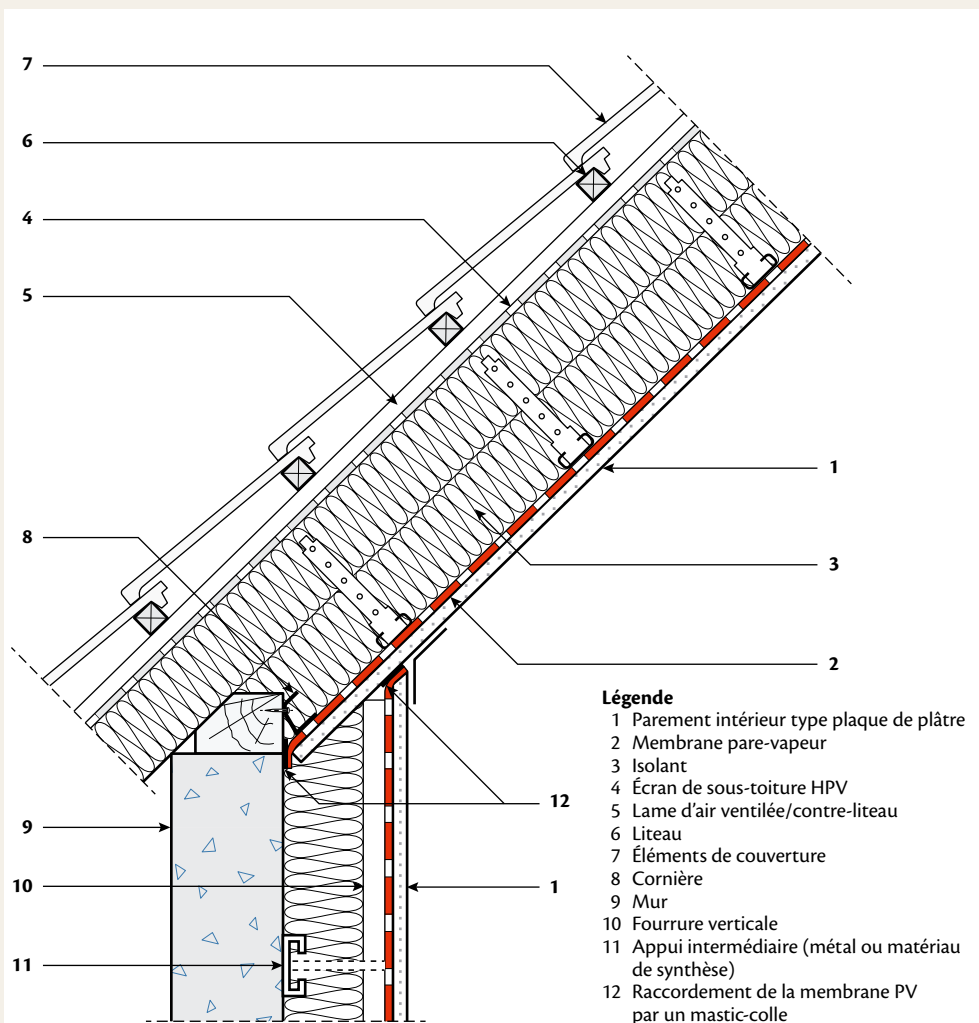 7
6
4
5
8
1
3
2
12
9
10
1
11
Légende
1 Parement intérieur type plaque de plâtre
2 Membrane pare-vapeur
3 Isolant
4 Écran de sous-toiture HPV
5 Lame d'air ventilée/contre-liteau
6 Liteau
7 Éléments de couverture
8 Cornière
9 Mur
10 Fourrure verticale
11 Appui intermédiaire (métal ou matériau
de synthèse)
12 Raccordement de la membrane PV
par un mastic-colle